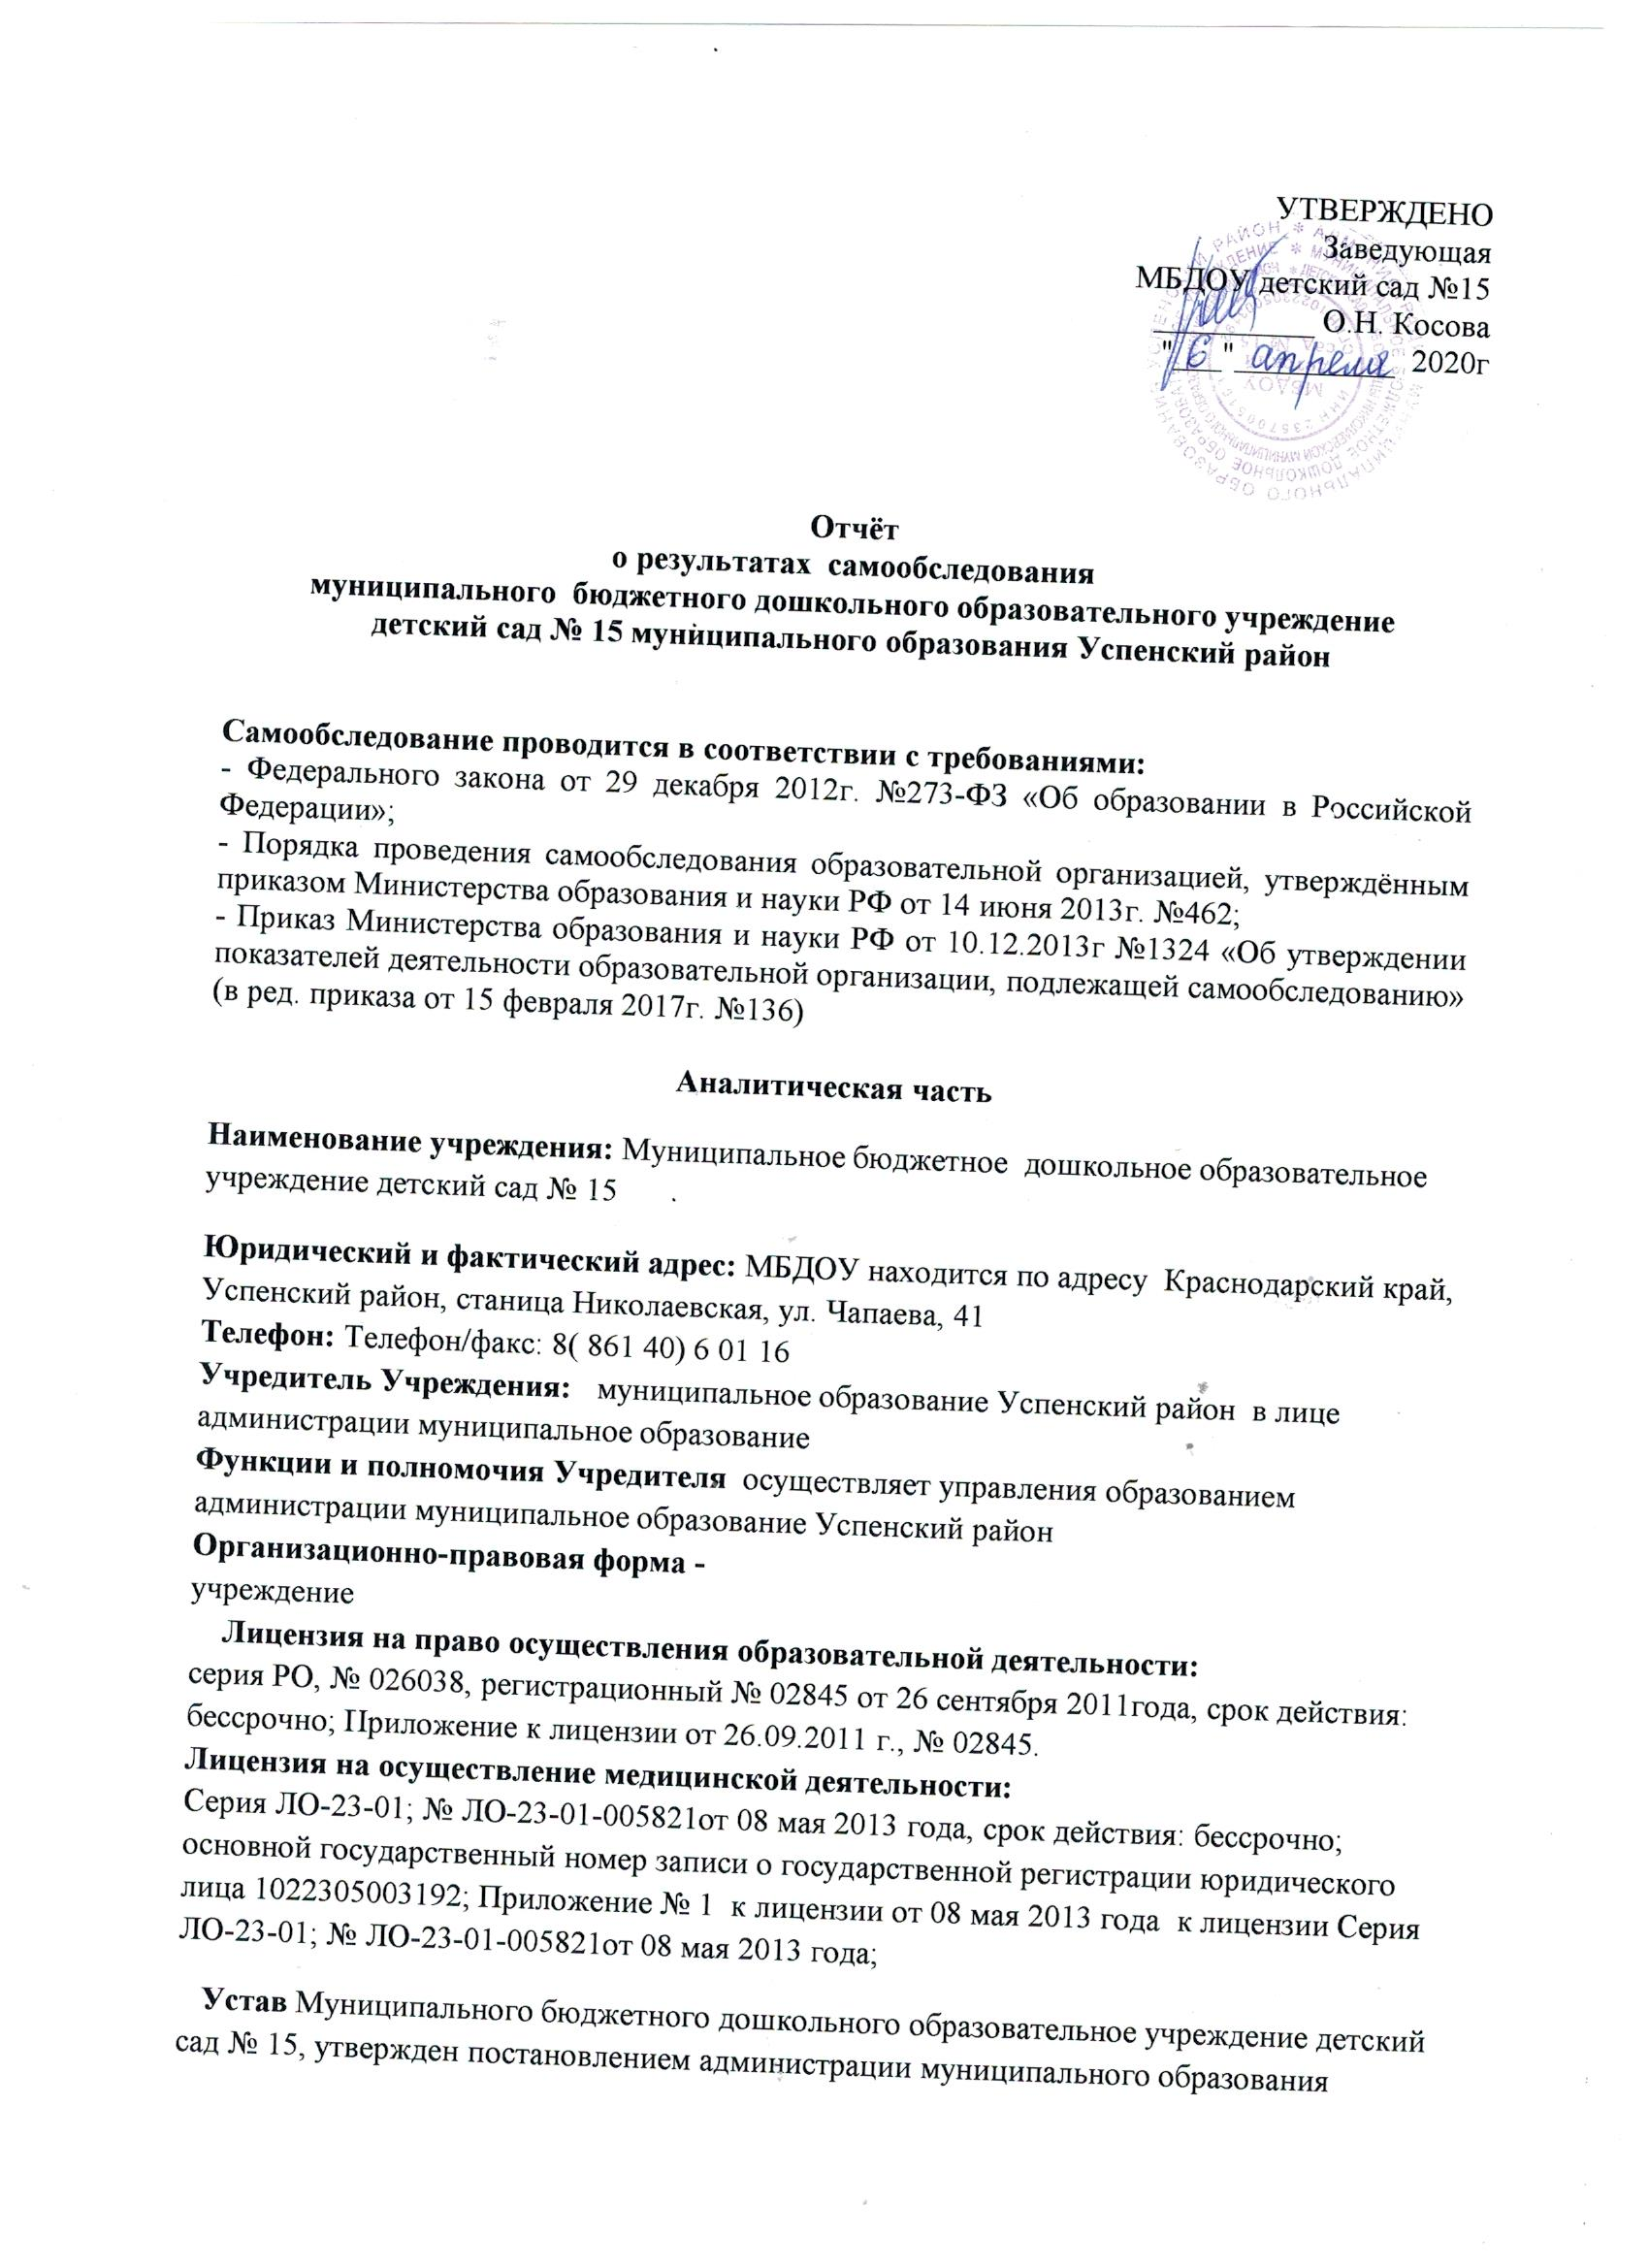 УТВЕРЖДЕНО
Заведующая
МБДОУ детский сад №15
____________ О.Н. Косова
"6" апреля 2020г
Отчёт
о результатах самообследования
муниципального бюджетного дошкольного образовательного учреждение
детский сад № 15 муниципального образования Успенский район
Самообследование проводится в соответствии с требованиями:
- Федерального закона от 29 декабря 2012г. №273-ФЗ «Об образовании в Российской
Федерации»;
- Порядка проведения самообследования образовательной организацией, утверждённым
приказом Министерства образования и науки РФ от 14 июня 2013г. №462;
- Приказ Министерства образования и науки РФ от 10.12.2013г №1324 «Об утверждении
показателей деятельности образовательной организации, подлежащей самообследованию»
(в ред. приказа от 15 февраля 2017г. №136)
Аналитическая часть
Наименование учреждения: Муниципальное бюджетное дошкольное образовательное
учреждение детский сад № 15 .
Юридический и фактический адрес: МБДОУ находится по адресу Краснодарский край,
Успенский район, станица Николаевская, ул. Чапаева, 41
Телефон: Телефон/факс: 8( 861 40) 6 01 16
Учредитель Учреждения: муниципальное образование Успенский район в лице
администрации муниципальное образование
Функции и полномочия Учредителя осуществляет управления образованием
администрации муниципальное образование Успенский район
Организационно-правовая форма -
учреждение
Лицензия на право осуществления образовательной деятельности:
серия РО, № 026038, регистрационный № 02845 от 26 сентября 2011года, срок действия:
бессрочно; Приложение к лицензии от 26.09.2011 г., № 02845.
Лицензия на осуществление медицинской деятельности:
Серия ЛО-23-01; № ЛО-23-01-005821от 08 мая 2013 года, срок действия: бессрочно;
основной государственный номер записи о государственной регистрации юридического
лица 1022305003192; Приложение № 1 к лицензии от 08 мая 2013 года к лицензии Серия
ЛО-23-01; № ЛО-23-01-005821от 08 мая 2013 года;
Устав Муниципального бюджетного дошкольного образовательное учреждение детский
сад № 15, утвержден постановлением администрации муниципального образования